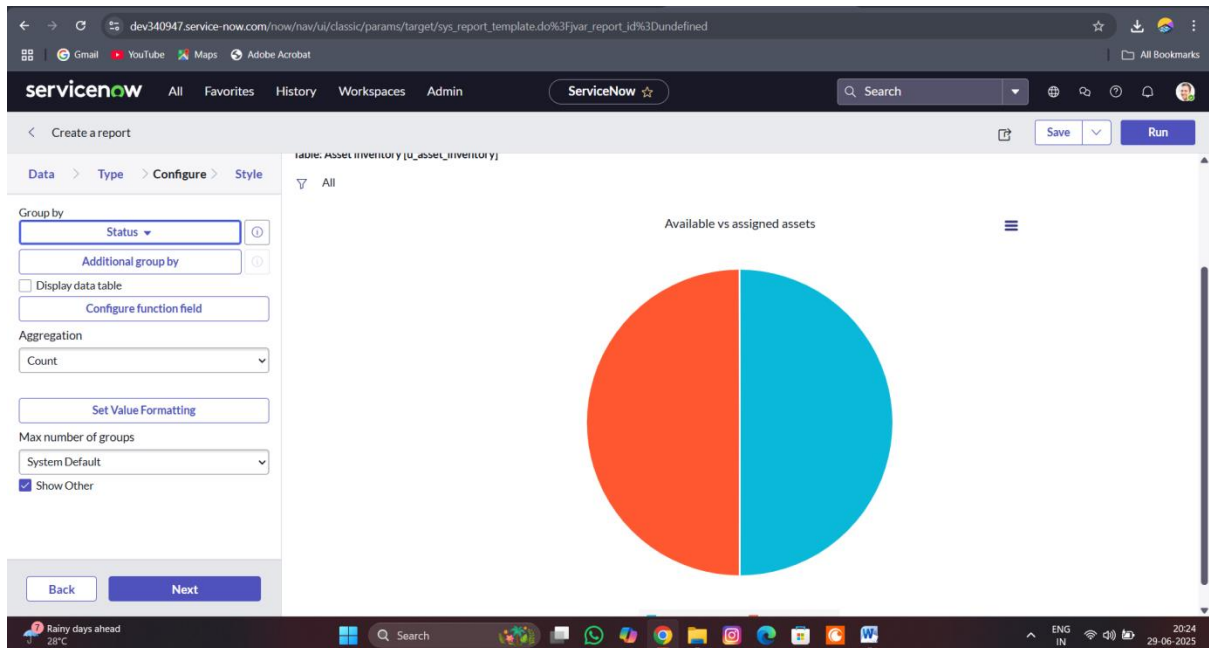 dev340947.service-now.com/now/nav/ui/classic/params/target/sys_report_template.do%3Fjvar_report_id%3Dundefined
Gmail YouTube Maps Adobe Acrobat All Bookmarks
servicenow All Favorites History Workspaces Admin ServiceNow Search
Create a report Save Run
Table: Asset Inventory [u_asset_inventory]
Data > Type > Configure > Style
All
Group by
Status
Available vs assigned assets
Additional group by
Display data table
Configure function field
Aggregation
Count
Set Value Formatting
Max number of groups
System Default
Show Other
Back Next
7 Rainy days ahead
28°C
Search
ENG
IN
20:24
29-06-2025